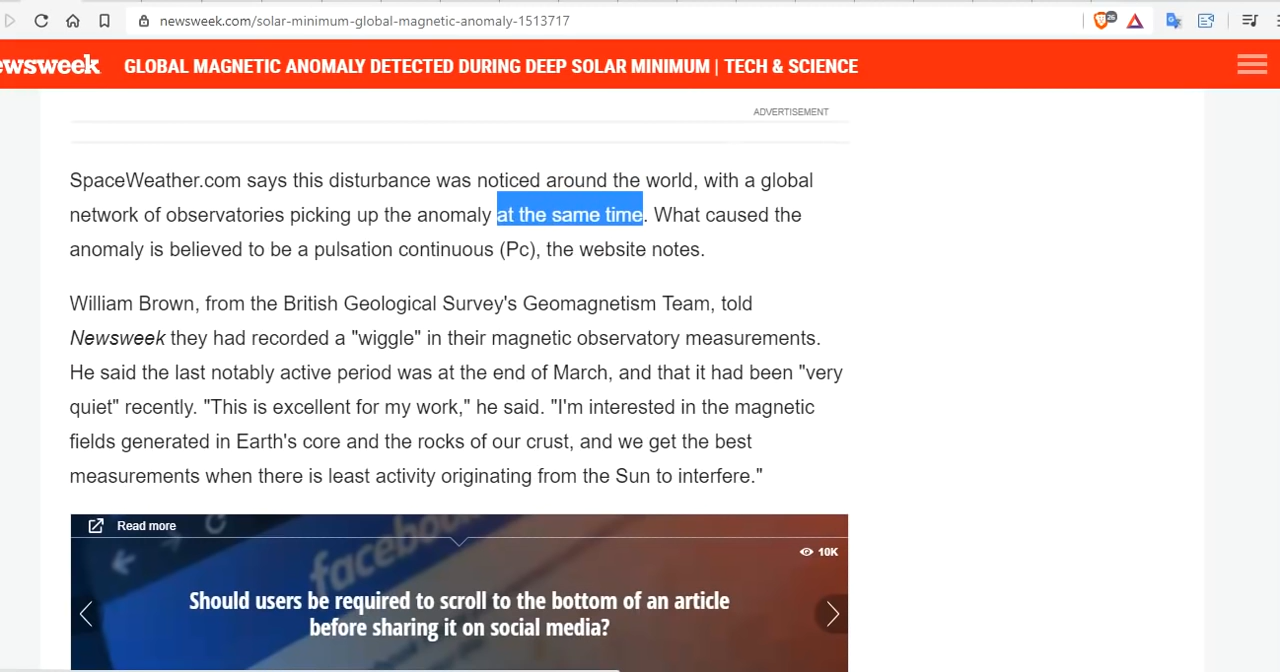 newsweek.com/solar-minimum-global-magnetic-anomaly-1513717
26
ewsweek GLOBAL MAGNETIC ANOMALY DETECTED DURING DEEP SOLAR MINIMUM | TECH & SCIENCE
ADVERTISEMENT
SpaceWeather.com says this disturbance was noticed around the world, with a global
network of observatories picking up the anomaly at the same time. What caused the
anomaly is believed to be a pulsation continuous (Pc), the website notes.
William Brown, from the British Geological Survey's Geomagnetism Team, told
Newsweek they had recorded a "wiggle" in their magnetic observatory measurements.
He said the last notably active period was at the end of March, and that it had been "very
quiet" recently. "This is excellent for my work," he said. "I'm interested in the magnetic
fields generated in Earth's core and the rocks of our crust, and we get the best
measurements when there is least activity originating from the Sun to interfere."
Read more
facebook
10K
Should users be required to scroll to the bottom of an article
before sharing it on social media?